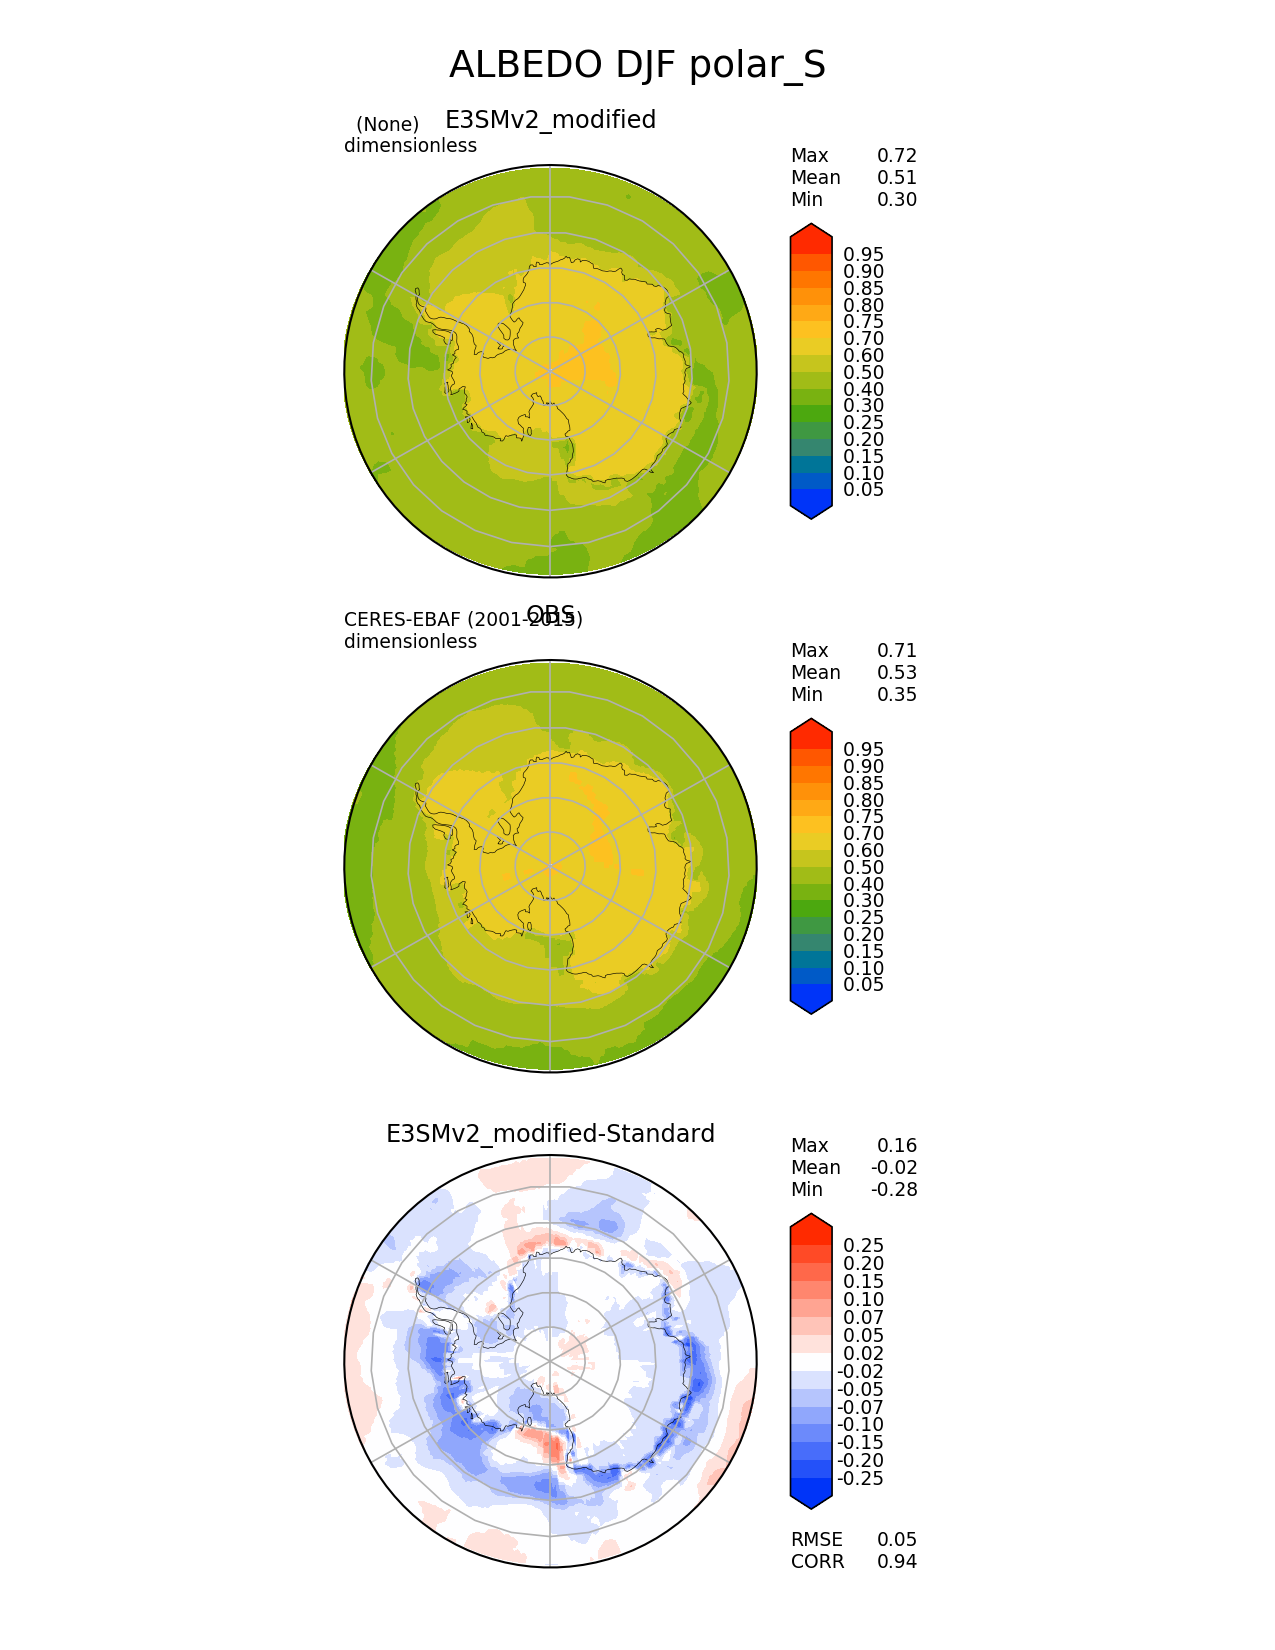 ALBEDO DJF polar_S
(None) E3SMv2_modified
dimensionless
Max 0.72
Mean 0.51
Min 0.30
0.95
0.90
0.85
0.80
0.75
0.70
0.60
0.50
0.40
0.30
0.25
0.20
0.15
0.10
0.05
OBS
CERES-EBAF (2001-2015)
dimensionless
Max 0.71
Mean 0.53
Min 0.35
0.95
0.90
0.85
0.80
0.75
0.70
0.60
0.50
0.40
0.30
0.25
0.20
0.15
0.10
0.05
E3SMv2_modified-Standard
Max 0.16
Mean -0.02
Min -0.28
0.25
0.20
0.15
0.10
0.07
0.05
0.02
-0.02
-0.05
-0.07
-0.10
-0.15
-0.20
-0.25
RMSE 0.05
CORR 0.94